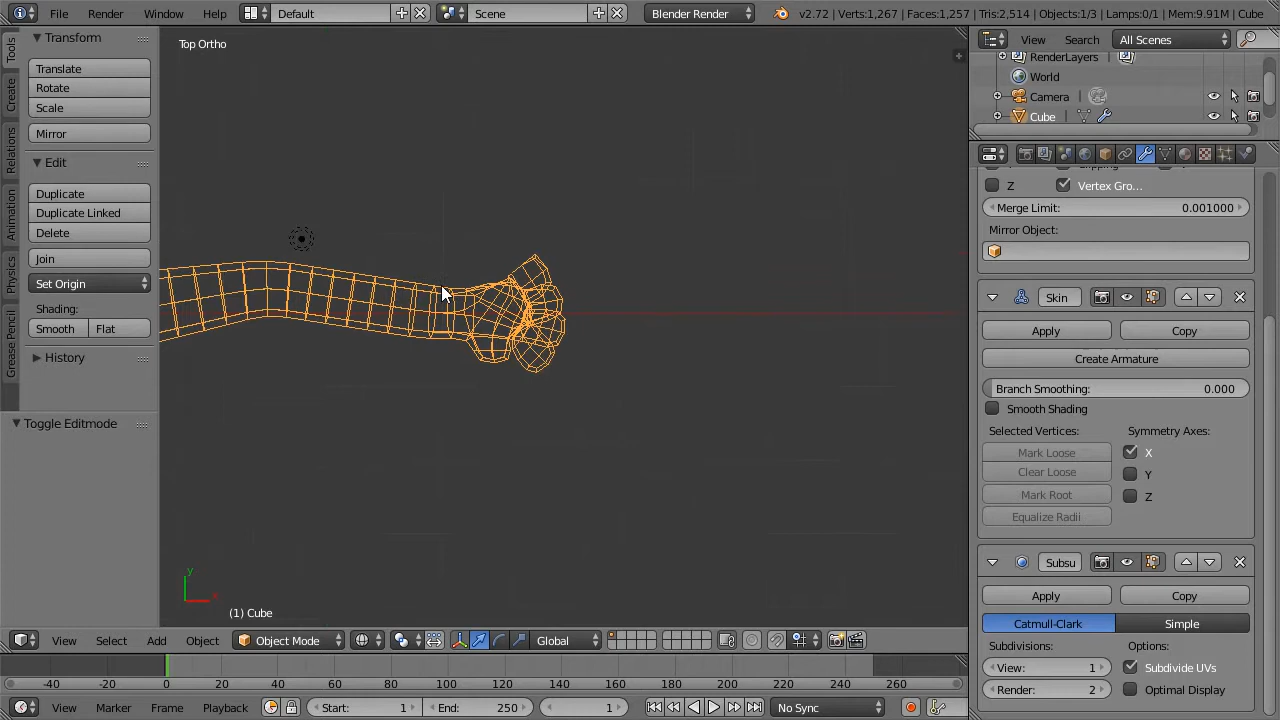 File Render Window Help Default Scene Blender Render v2.72 | Verts:1,267 | Faces:1,257 | Tris:2,514 | Objects:1/3 | Lamps:0/1 | Mem:9.91M | Cube
Tools
Create
Relations
Animation
Physics
Grease Pencil
Transform
Translate
Rotate
Scale
Mirror
Edit
Duplicate
Duplicate Linked
Delete
Join
Set Origin
Shading:
Smooth Flat
History
Toggle Editmode
Top Ortho
y
x
(1) Cube
View Search All Scenes
RenderLayers
World
Camera
Cube
Z Vertex Gro...
Merge Limit: 0.001000
Mirror Object:
Skin
Apply Copy
Create Armature
Branch Smoothing: 0.000
Smooth Shading
Selected Vertices: Symmetry Axes:
Mark Loose X
Clear Loose Y
Mark Root Z
Equalize Radii
Subsu
Apply Copy
Catmull-Clark Simple
Subdivisions: Options:
View: 1 Subdivide UVs
Render: 2 Optimal Display
View Select Add Object Object Mode Global
-40 -20 0 20 40 60 80 100 120 140 160 180 200 220 240 260
View Marker Frame Playback Start: 1 End: 250 1 No Sync